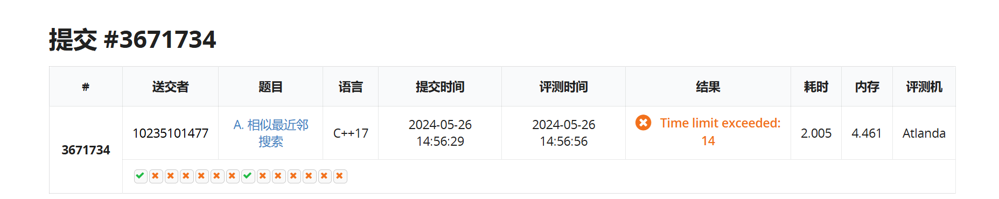 提交 #3671734
# 送交者 题目 语言 提交时间 评测时间 结果 耗时 内存 评测机
3671734 10235101477 A. 相似最近邻搜索 C++17 2024-05-26 14:56:29 2024-05-26 14:56:56 Time limit exceeded: 14 2.005 4.461 Atlanda